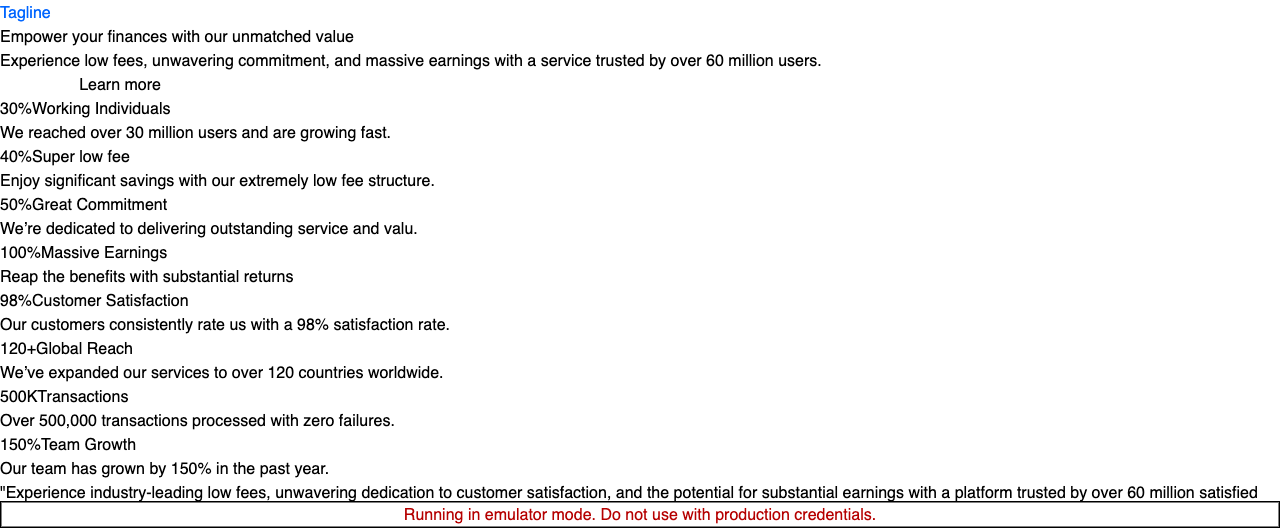 Tagline
Empower your finances with our unmatched value
Experience low fees, unwavering commitment, and massive earnings with a service trusted by over 60 million users.
Learn more
30%Working Individuals
We reached over 30 million users and are growing fast.
40%Super low fee
Enjoy significant savings with our extremely low fee structure.
50%Great Commitment
We’re dedicated to delivering outstanding service and valu.
100%Massive Earnings
Reap the benefits with substantial returns
98%Customer Satisfaction
Our customers consistently rate us with a 98% satisfaction rate.
120+Global Reach
We’ve expanded our services to over 120 countries worldwide.
500KTransactions
Over 500,000 transactions processed with zero failures.
150%Team Growth
Our team has grown by 150% in the past year.
"Experience industry-leading low fees, unwavering dedication to customer satisfaction, and the potential for substantial earnings with a platform trusted by over 60 million satisfied
Running in emulator mode. Do not use with production credentials.